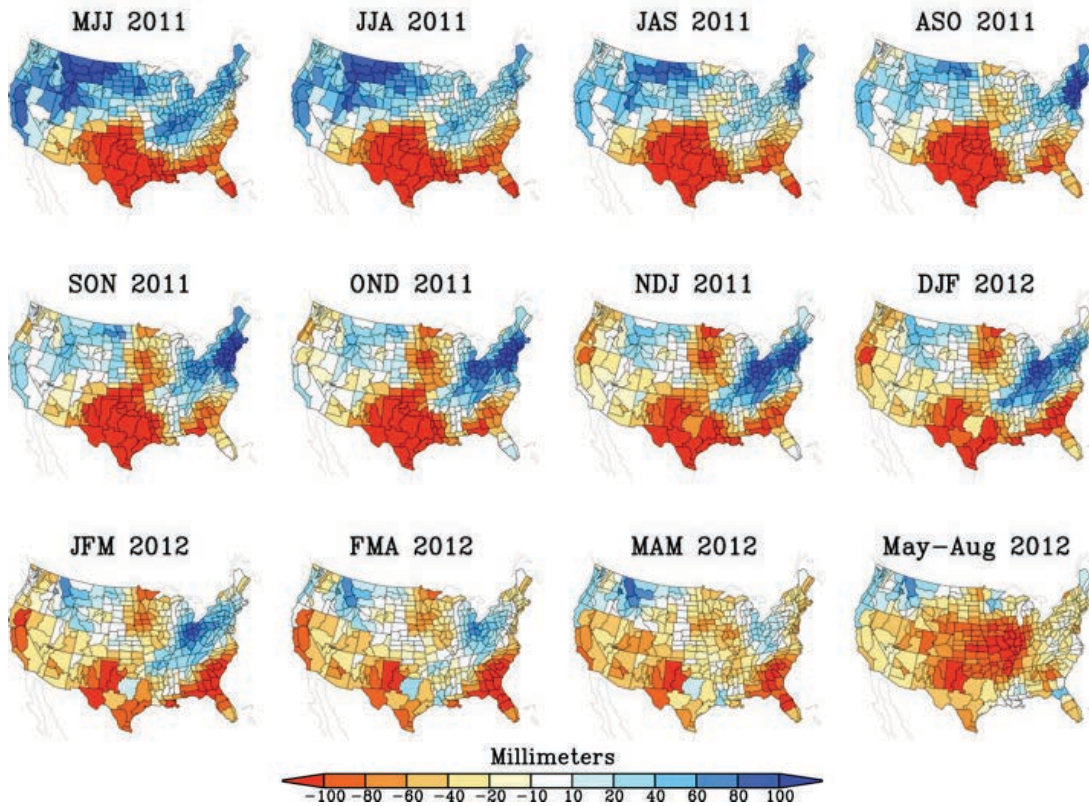 MJJ 2011
JJA 2011
JAS 2011
ASO 2011
SON 2011
OND 2011
NDJ 2011
DJF 2012
JFM 2012
FMA 2012
MAM 2012
May-Aug 2012
Millimeters
-100 -80 -60 -40 -20 -10 10 20 40 60 80 100